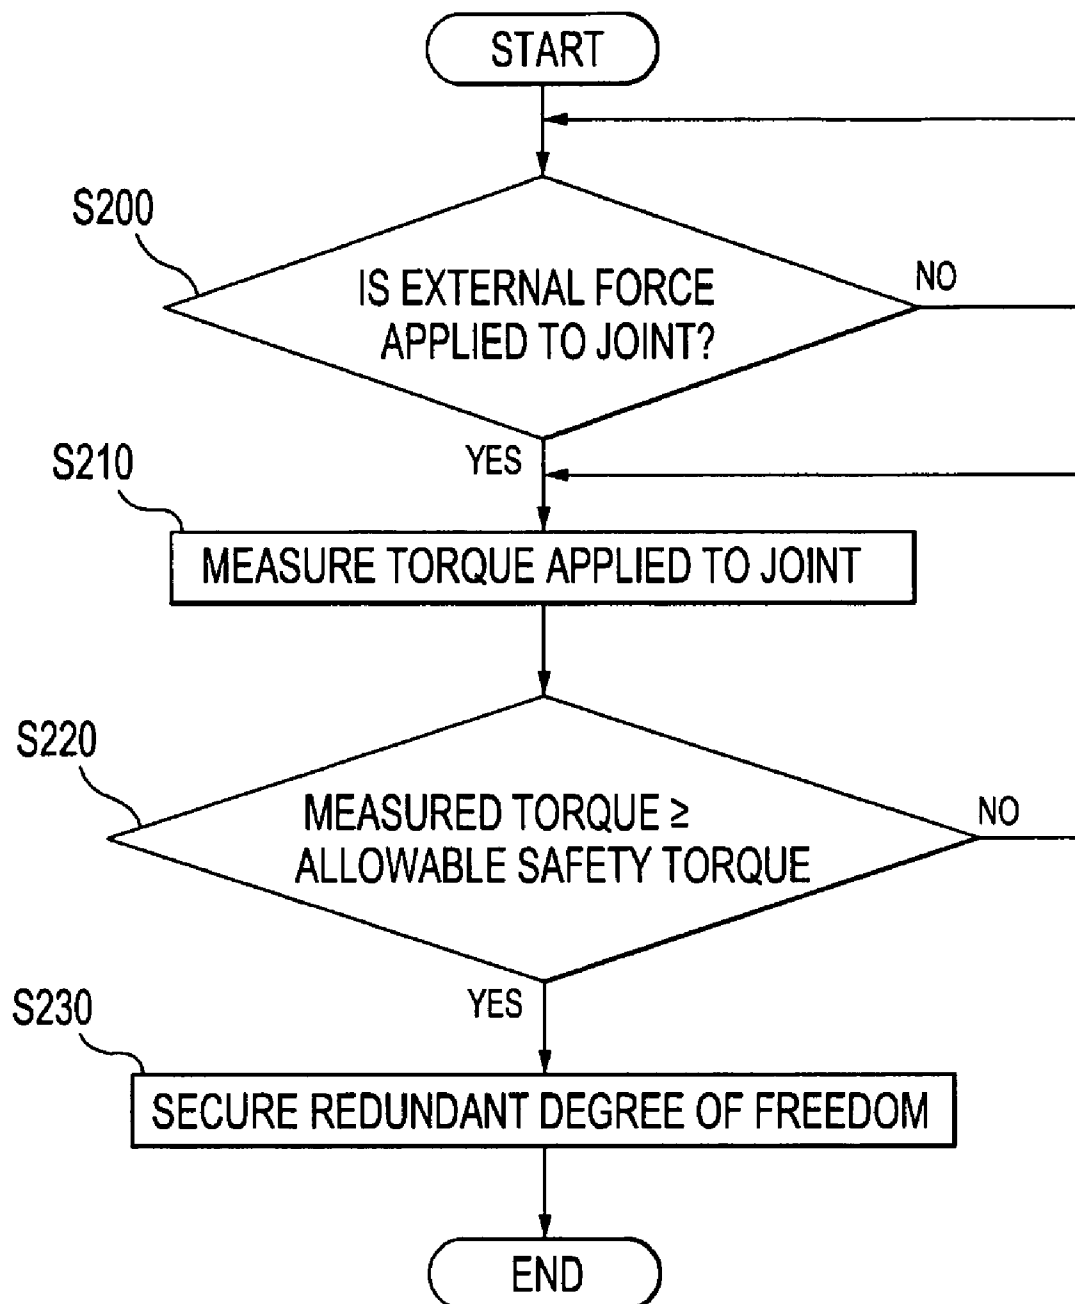 START
S200
IS EXTERNAL FORCE
APPLIED TO JOINT?
NO
YES
S210
MEASURE TORQUE APPLIED TO JOINT
S220
MEASURED TORQUE ≥
ALLOWABLE SAFETY TORQUE
NO
YES
S230
SECURE REDUNDANT DEGREE OF FREEDOM
END